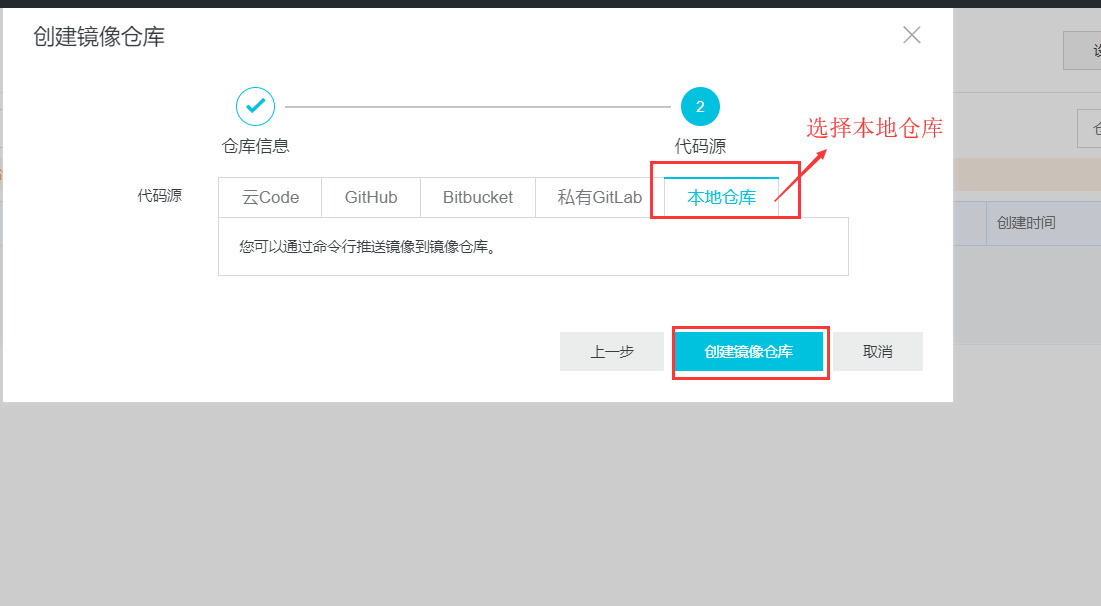 创建镜像仓库
2
选择本地仓库
仓库信息
代码源
代码源
云Code
GitHub
Bitbucket
私有GitLab
本地仓库
您可以通过命令行推送镜像到镜像仓库。
创建时间
上一步
创建镜像仓库
取消